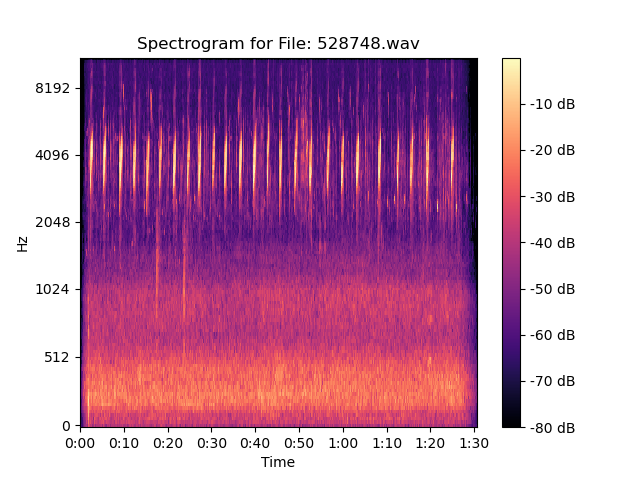 Spectrogram for File: 528748.wav
8192
4096
2048
1024
512
0
Hz
0:00 0:10 0:20 0:30 0:40 0:50 1:00 1:10 1:20 1:30
Time
-10 dB
-20 dB
-30 dB
-40 dB
-50 dB
-60 dB
-70 dB
-80 dB